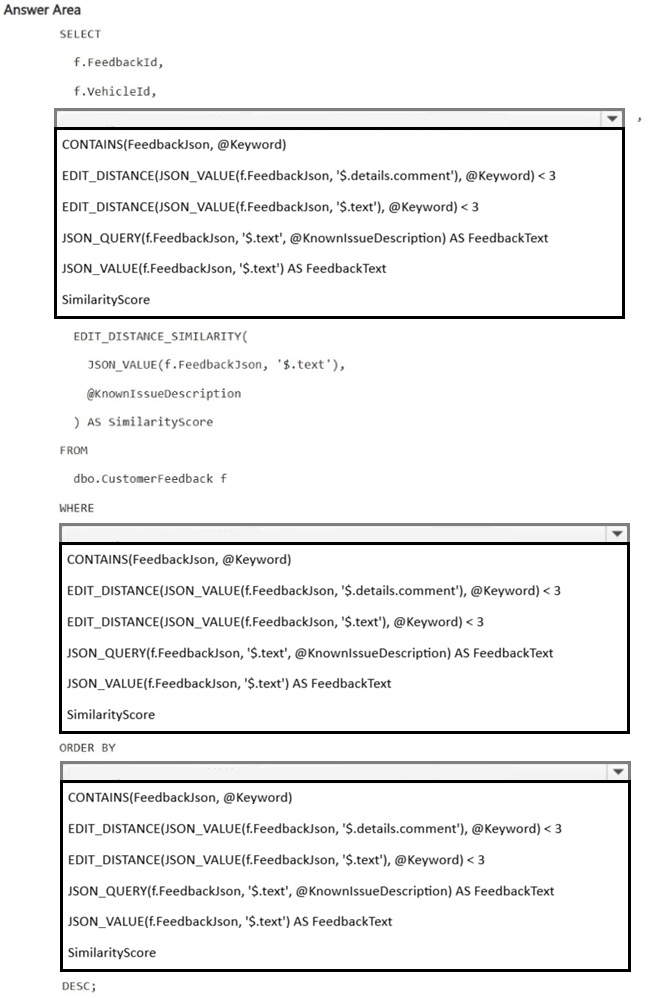 Answer Area
SELECT
f.FeedbackId,
f.VehicleId,
,
CONTAINS(FeedbackJson, @Keyword)
EDIT_DISTANCE(JSON_VALUE(f.FeedbackJson, '$.details.comment'), @Keyword) < 3
EDIT_DISTANCE(JSON_VALUE(f.FeedbackJson, '$.text'), @Keyword) < 3
JSON_QUERY(f.FeedbackJson, '$.text', @KnownIssueDescription) AS FeedbackText
JSON_VALUE(f.FeedbackJson, '$.text') AS FeedbackText
SimilarityScore
EDIT_DISTANCE_SIMILARITY(
JSON_VALUE(f.FeedbackJson, '$.text'),
@KnownIssueDescription
) AS SimilarityScore
FROM
dbo.CustomerFeedback f
WHERE
CONTAINS(FeedbackJson, @Keyword)
EDIT_DISTANCE(JSON_VALUE(f.FeedbackJson, '$.details.comment'), @Keyword) < 3
EDIT_DISTANCE(JSON_VALUE(f.FeedbackJson, '$.text'), @Keyword) < 3
JSON_QUERY(f.FeedbackJson, '$.text', @KnownIssueDescription) AS FeedbackText
JSON_VALUE(f.FeedbackJson, '$.text') AS FeedbackText
SimilarityScore
ORDER BY
CONTAINS(FeedbackJson, @Keyword)
EDIT_DISTANCE(JSON_VALUE(f.FeedbackJson, '$.details.comment'), @Keyword) < 3
EDIT_DISTANCE(JSON_VALUE(f.FeedbackJson, '$.text'), @Keyword) < 3
JSON_QUERY(f.FeedbackJson, '$.text', @KnownIssueDescription) AS FeedbackText
JSON_VALUE(f.FeedbackJson, '$.text') AS FeedbackText
SimilarityScore
DESC;